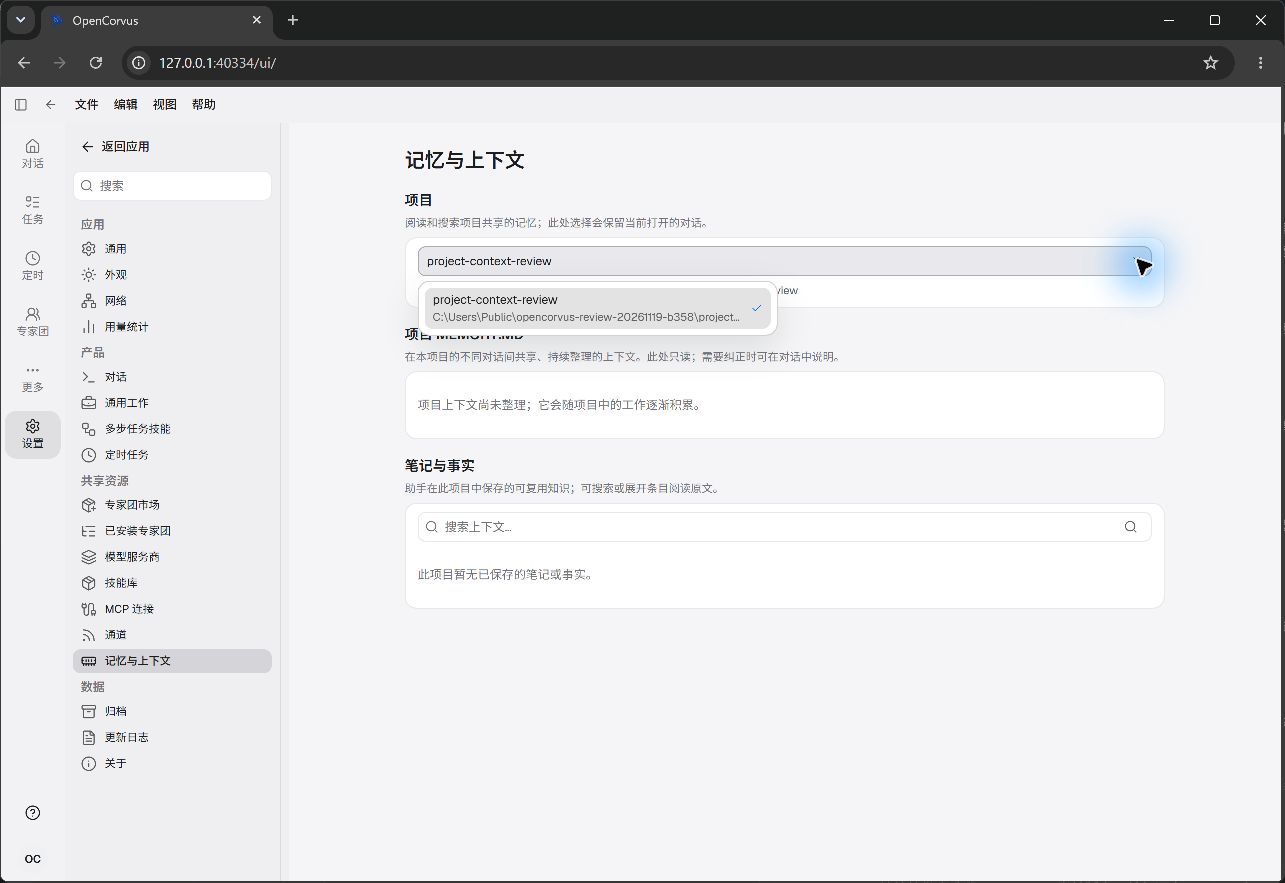 OpenCorvus
127.0.0.1:40334/ui/
文件 编辑 视图 帮助
对话
任务
定时
专家团
更多
设置
OC
返回应用
搜索
应用
通用
外观
网络
用量统计
产品
对话
通用工作
多步任务技能
定时任务
共享资源
专家团市场
已安装专家团
模型服务商
技能库
MCP 连接
通道
记忆与上下文
数据
归档
更新日志
关于
记忆与上下文
项目
阅读和搜索项目共享的记忆；此处选择会保留当前打开的对话。
project-context-review
project-context-review
C:\Users\Public\opencorvus-review-20261119-b358\project...
项目
在本项目的不同对话间共享、持续整理的上下文。此处只读；需要纠正时可在对话中说明。
项目上下文尚未整理；它会随项目中的工作逐渐积累。
笔记与事实
助手在此项目中保存的可复用知识；可搜索或展开条目阅读原文。
搜索上下文...
此项目暂无已保存的笔记或事实。